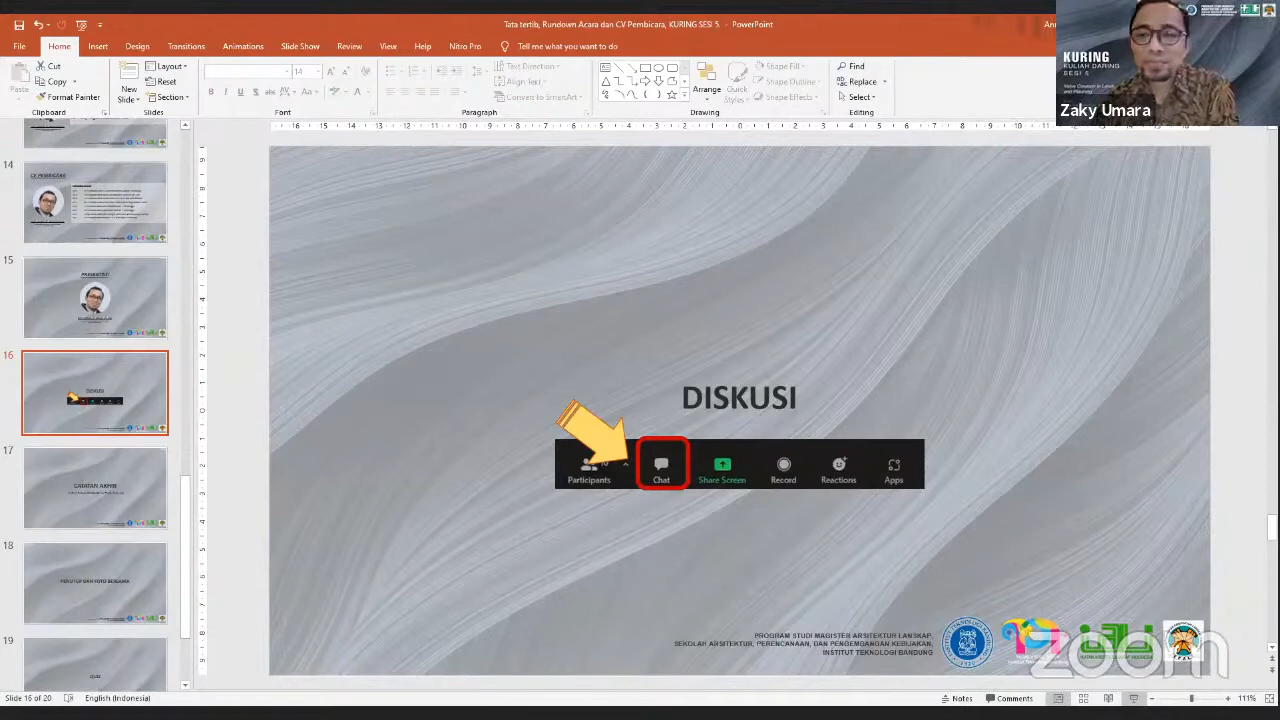 Tata tertib, Rundown Acara dan CV Pembicara, KURING SESI 5. - PowerPoint
File Home Insert Design Transitions Animations Slide Show Review View Help Nitro Pro Tell me what you want to do
Paste
Cut
Copy
Format Painter
Clipboard
New Slide
Layout
Reset
Section
Slides
14
Font
Text Direction
Align Text
Convert to SmartArt
Paragraph
Arrange
Quick Styles
Shape Fill
Shape Outline
Shape Effects
Drawing
Find
Replace
Select
Editing
KURING
KULIAH DARING
Zaky Umara
14
CV PEMBICARA
15
16
DISKUSI
17
CATATAN AKHIR
18
PENUTUP DAN FOTO BERSAMA
19
DISKUSI
Participants Chat Share Screen Record Reactions Apps
PROGRAM STUDI MAGISTER ARSITEKTUR LANSKAP,
SEKOLAH ARSITEKTUR, PERENCANAAN, DAN PENGEMBANGAN KEBIJAKAN,
INSTITUT TEKNOLOGI BANDUNG
zoom
Slide 16 of 20 English (Indonesia) Notes Comments 111%